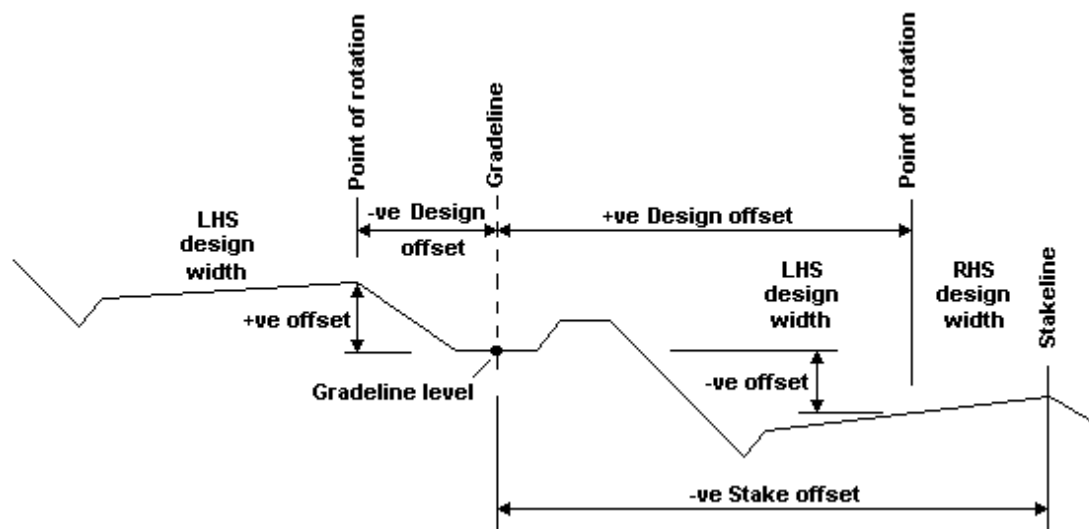 Point of rotation
Gradeline
Point of rotation
-ve Design
offset
+ve Design offset
LHS
design
width
LHS
design
width
RHS
design
width
Stakeline
+ve offset
-ve offset
Gradeline level
-ve Stake offset